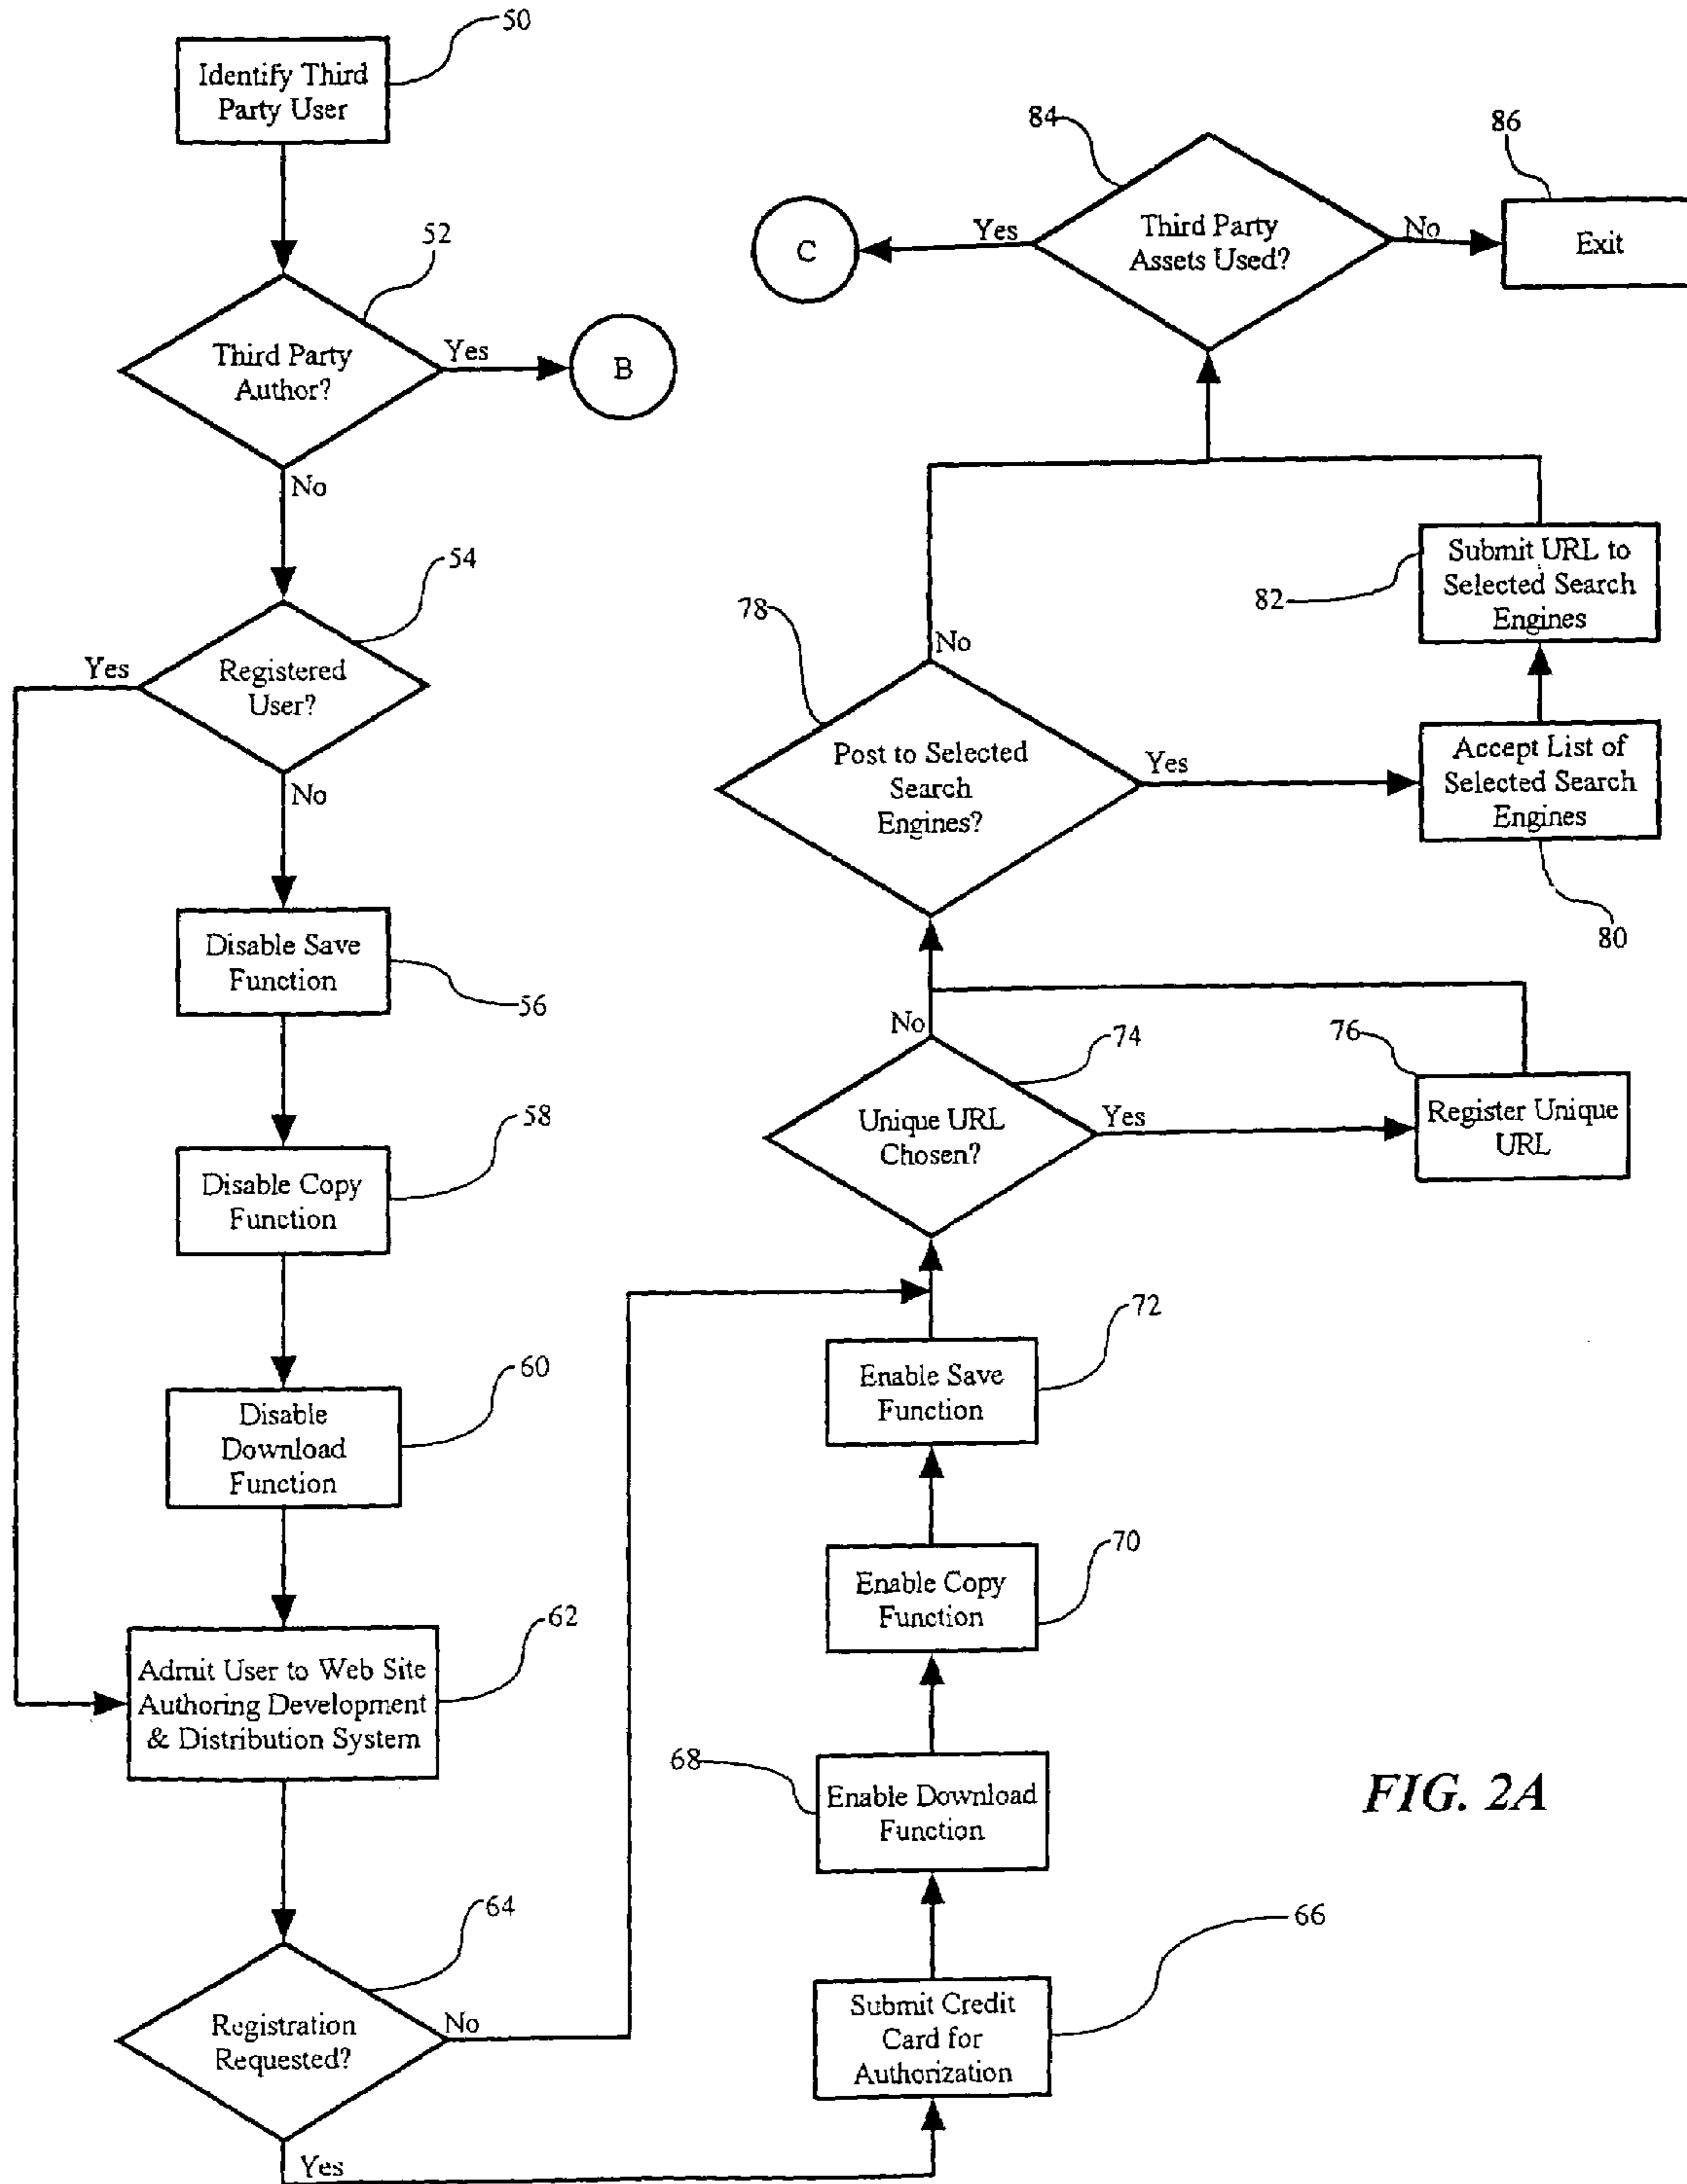 50
Identify Third
Party User
52
Third Party
Author?
Yes
B
No
54
Yes
Registered
User?
No
Disable Save
Function
56
58
Disable Copy
Function
60
Disable
Download
Function
62
Admit User to Web Site
Authoring Development
& Distribution System
64
Registration
Requested?
No
Yes
66
Submit Credit
Card for
Authorization
68
Enable Download
Function
70
Enable Copy
Function
72
Enable Save
Function
74
Unique URL
Chosen?
No
Yes
76
Register Unique
URL
78
Post to Selected
Search
Engines?
No
Yes
Accept List of
Selected Search
Engines
80
Submit URL to
Selected Search
Engines
82
84
Third Party
Assets Used?
Yes
C
No
86
Exit
FIG. 2A